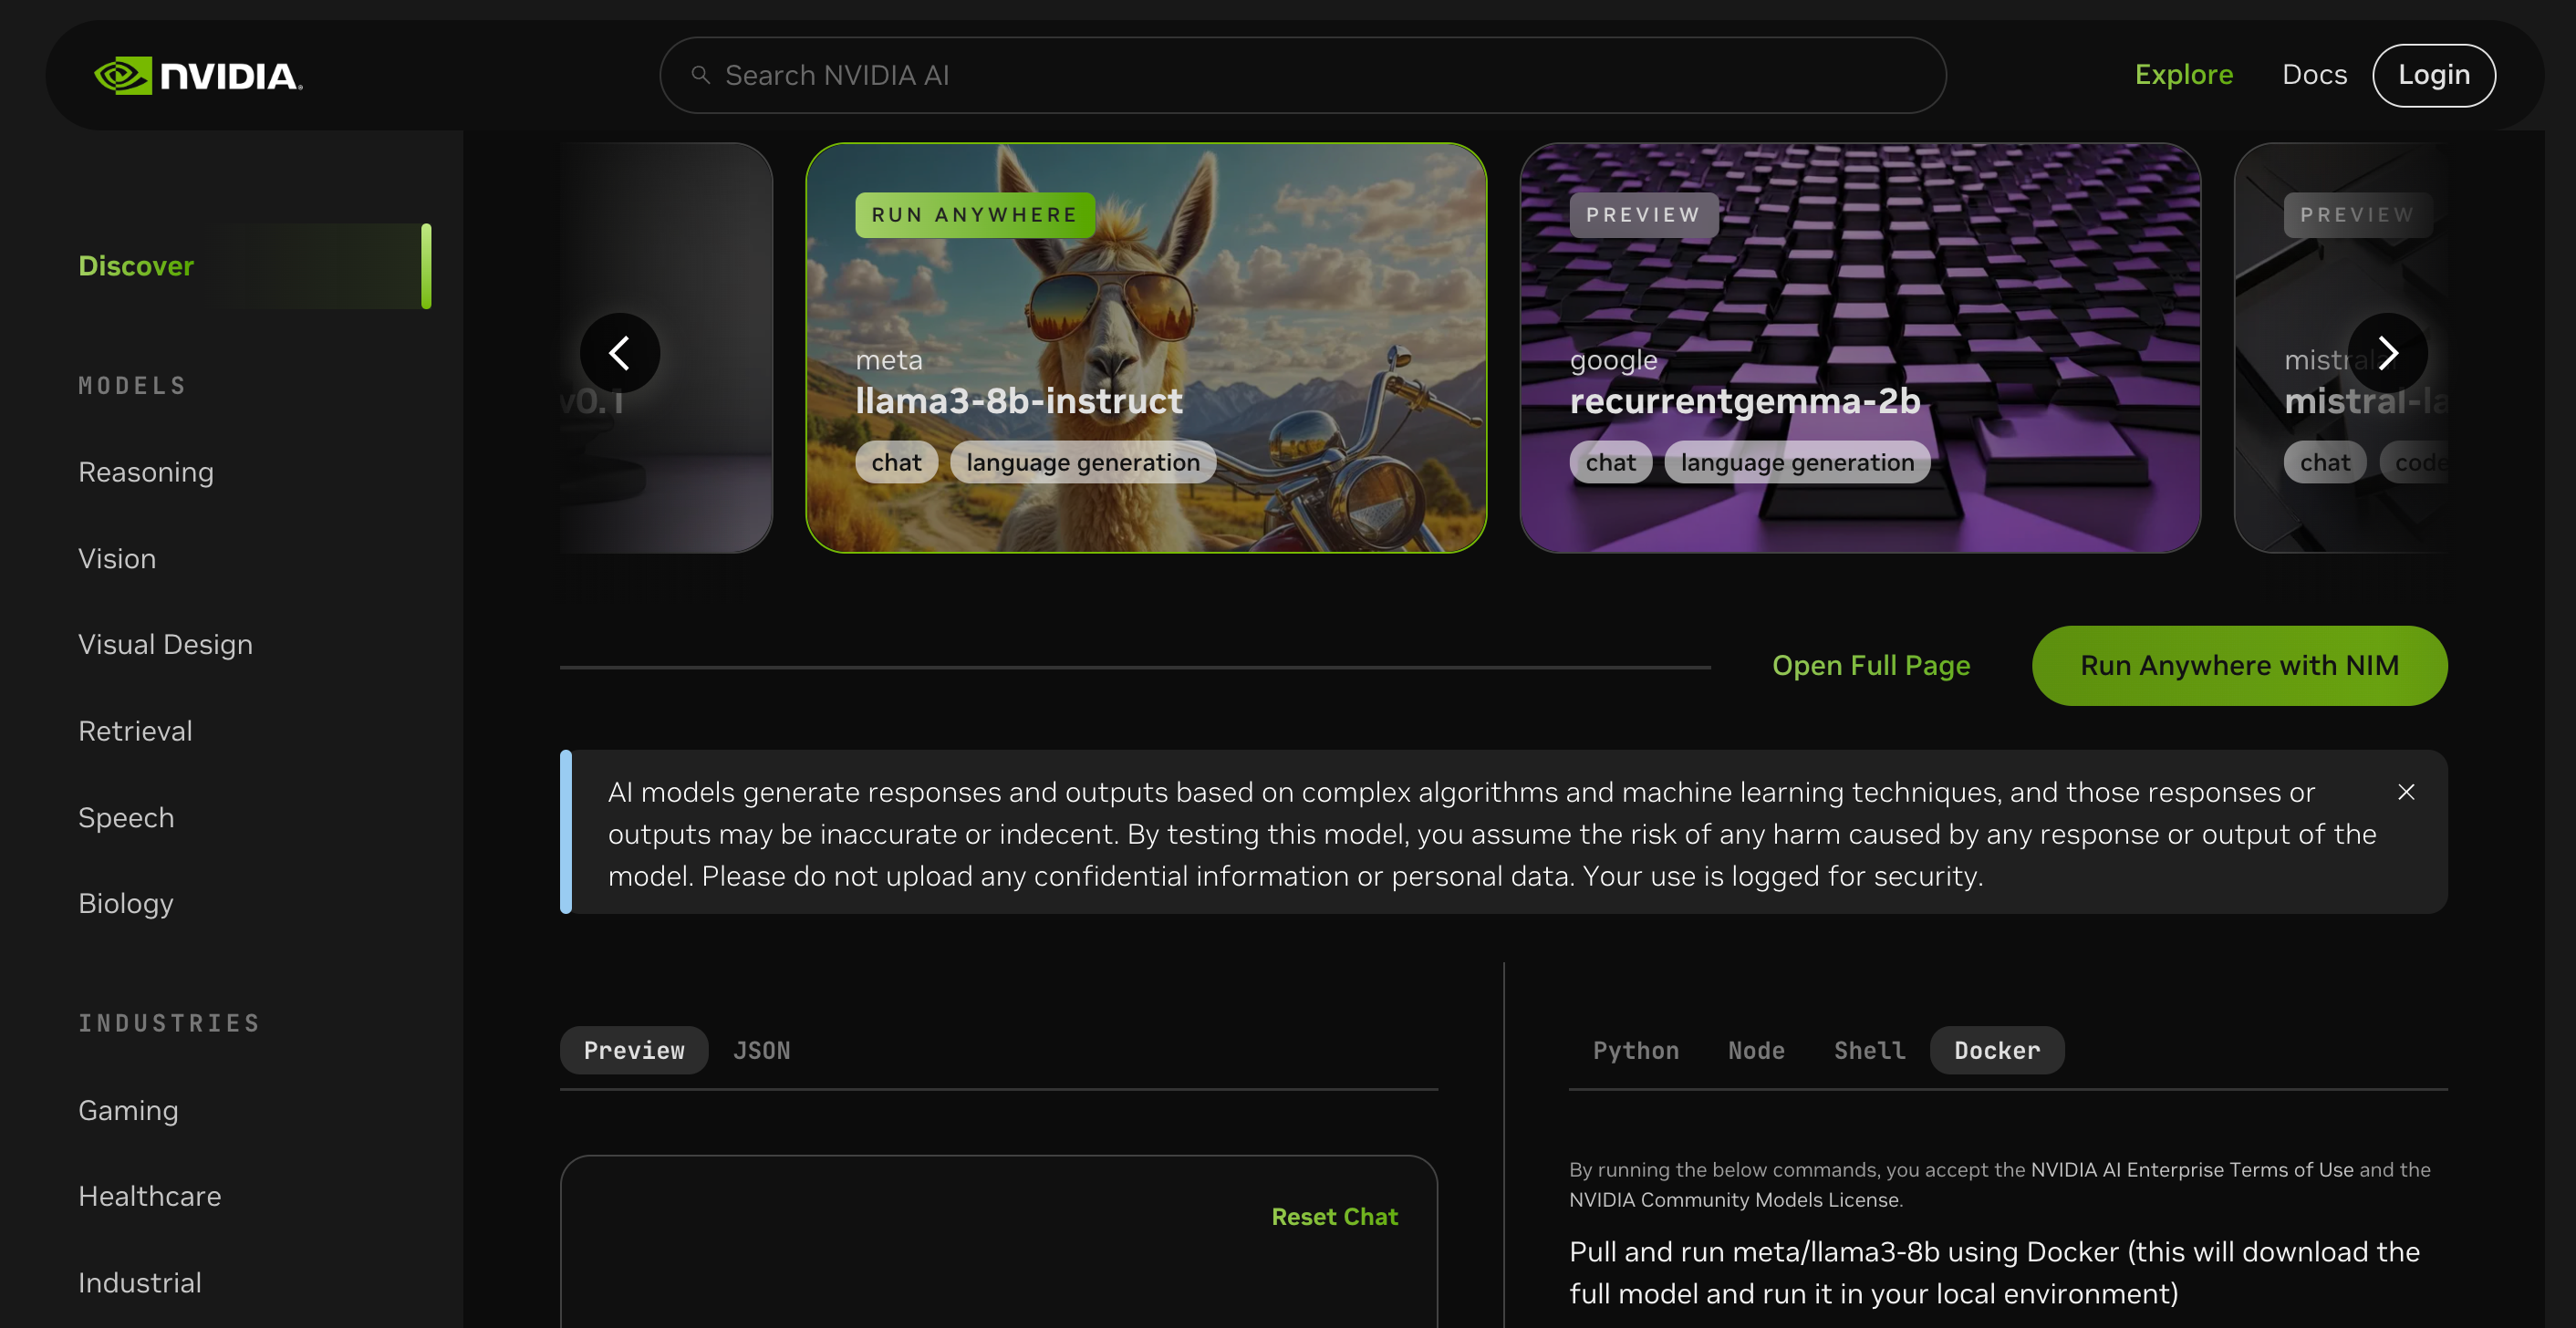 NVIDIA
Search NVIDIA AI
Explore
Docs
Login
Discover
MODELS
Reasoning
Vision
Visual Design
Retrieval
Speech
Biology
INDUSTRIES
Gaming
Healthcare
Industrial
v0.1
RUN ANYWHERE
meta
llama3-8b-instruct
chat
language generation
PREVIEW
google
recurrentgemma-2b
chat
language generation
PREVIEW
chat
code
Open Full Page
Run Anywhere with NIM
AI models generate responses and outputs based on complex algorithms and machine learning techniques, and those responses or
outputs may be inaccurate or indecent. By testing this model, you assume the risk of any harm caused by any response or output of the
model. Please do not upload any confidential information or personal data. Your use is logged for security.
Preview
JSON
Reset Chat
Python
Node
Shell
Docker
By running the below commands, you accept the NVIDIA AI Enterprise Terms of Use and the
NVIDIA Community Models License.
Pull and run meta/llama3-8b using Docker (this will download the
full model and run it in your local environment)